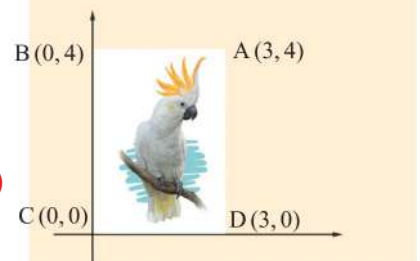 B (0, 4) A (3, 4)
C (0, 0) D (3, 0)